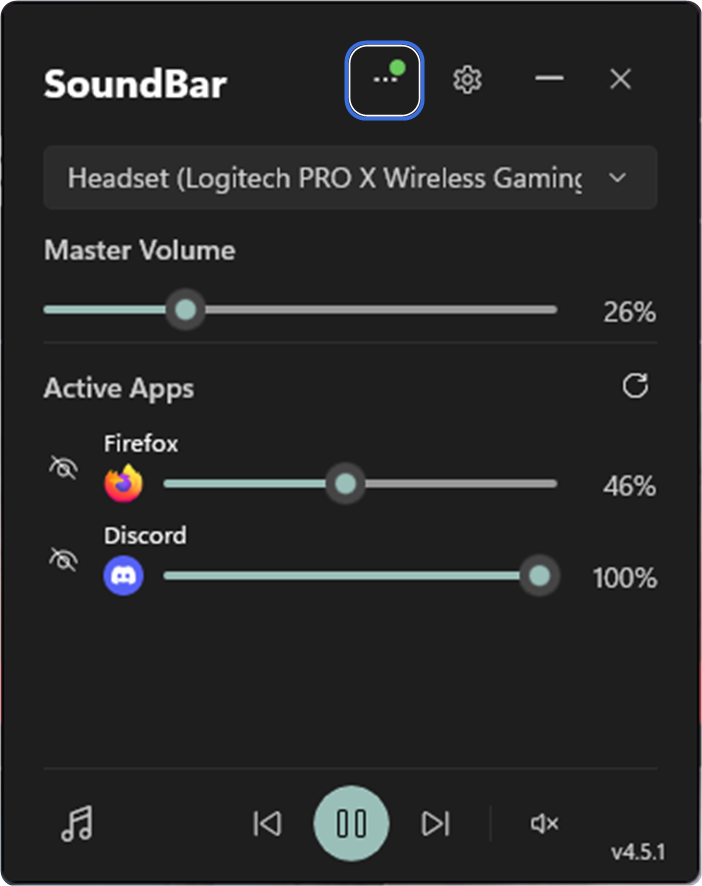 SoundBar
Headset (Logitech PRO X Wireless Gaming
Master Volume
26%
Active Apps
Firefox
46%
Discord
100%
v4.5.1